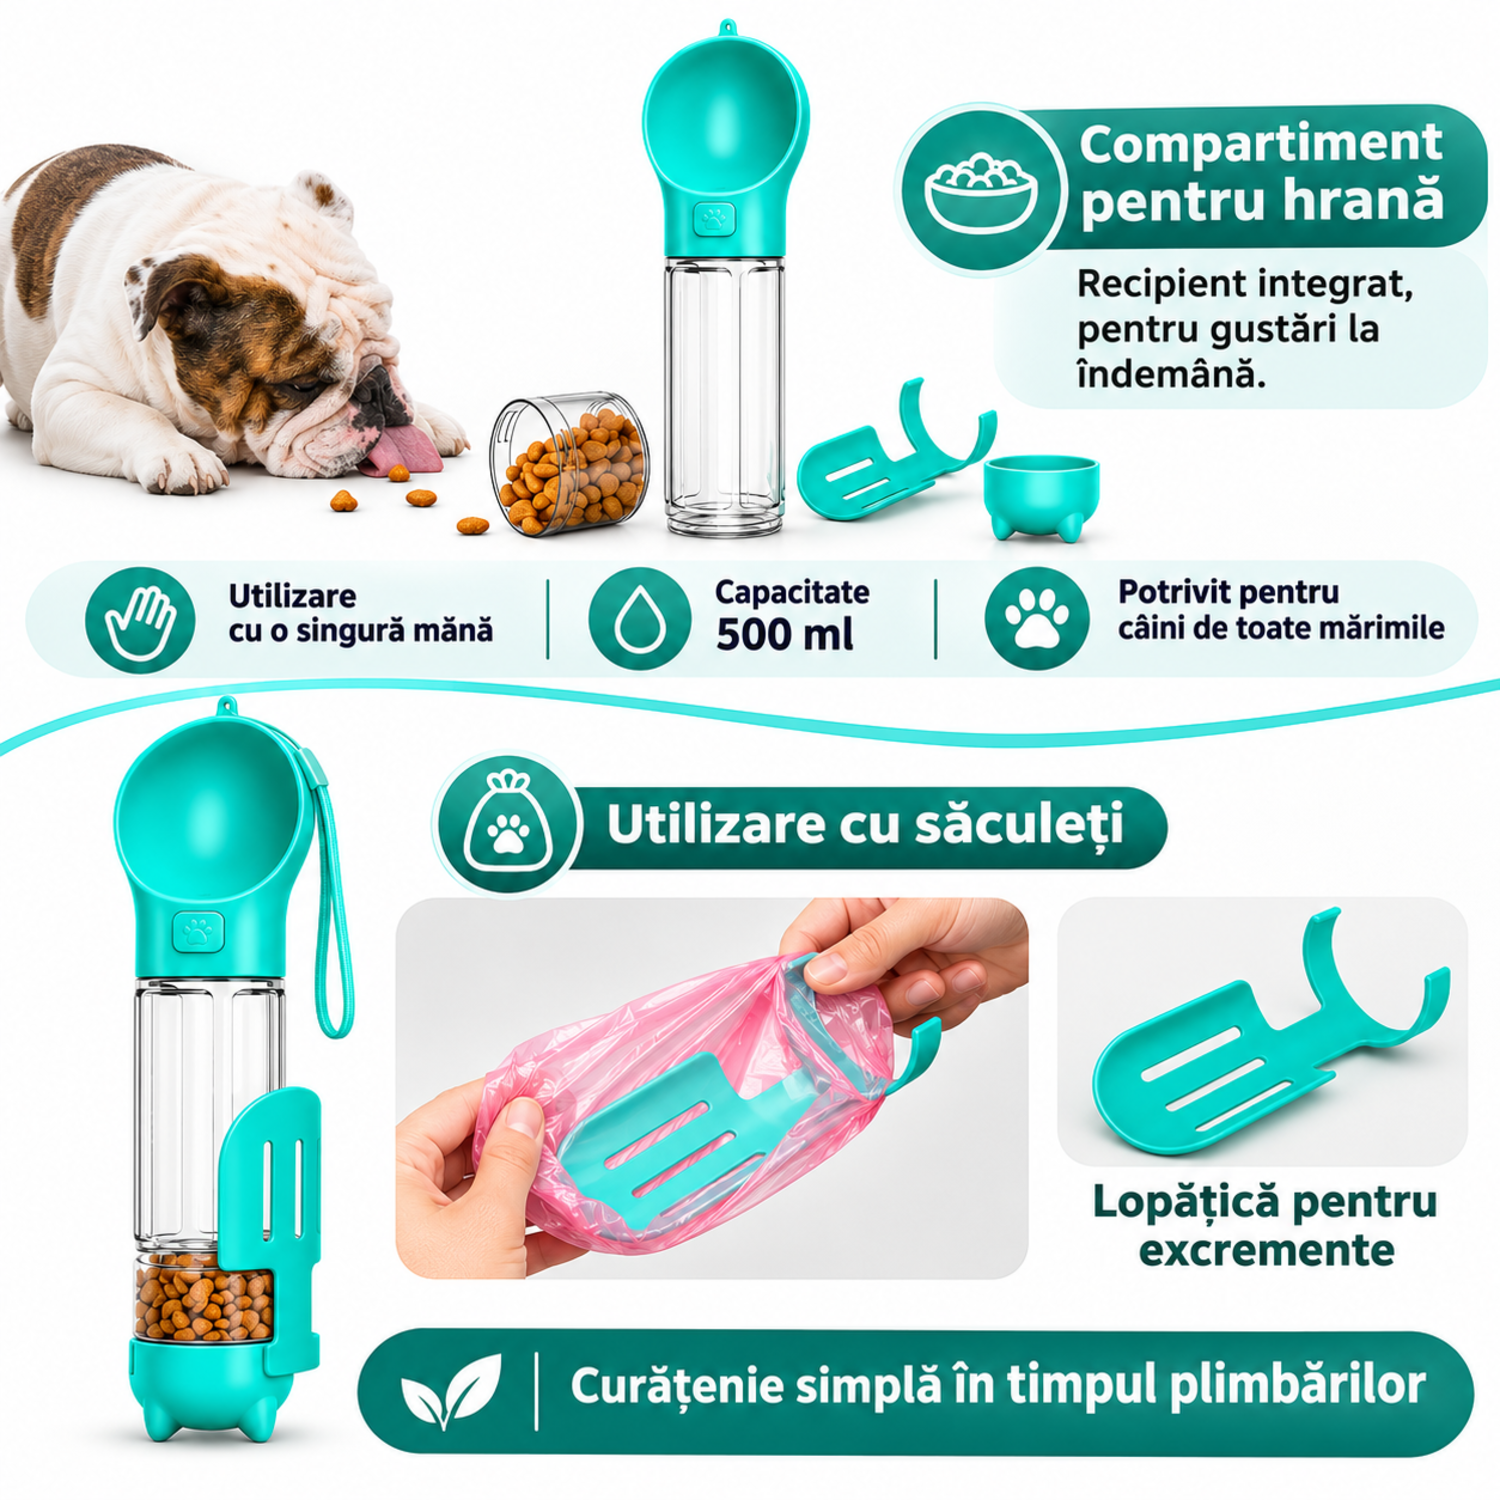 Compartiment
pentru hrană
Recipient integrat,
pentru gustări la
îndemână.
Utilizare
cu o singură mână
Capacitate
500 ml
Potrivit pentru
câini de toate mărimile
Utilizare cu săculeți
Lopățică pentru
excremente
Curățenie simplă în timpul plimbărilor